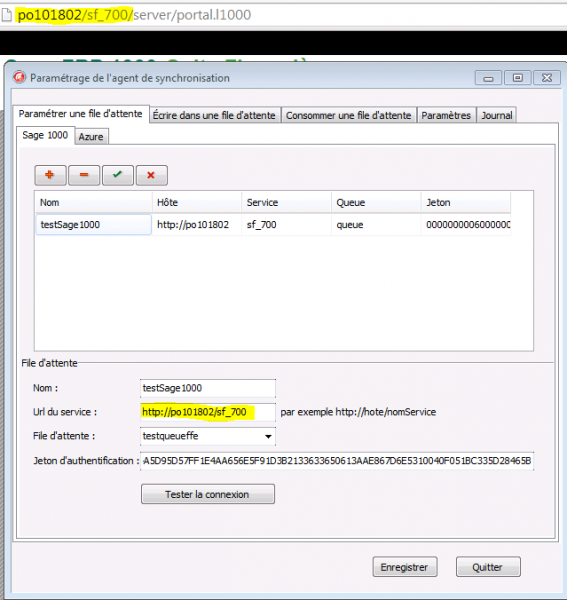 po101802/sf_700/server/portal.l1000
Paramétrage de l'agent de synchronisation
Paramétrer une file d'attente Écrire dans une file d'attente Consommer une file d'attente Paramètres Journal
Sage 1000 Azure
Nom Hôte Service Queue Jeton
testSage1000 http://po101802 sf_700 queue 0000000006000000
File d'attente
Nom : testSage1000
Url du service : http://po101802/sf_700 par exemple http://hote/nomService
File d'attente : testqueueffe
Jeton d'authentification : A5D95D57FF1E4AA656E5F91D3B2133633650613AAE867D6E5310040F051BC335D28465B
Tester la connexion
Enregistrer Quitter